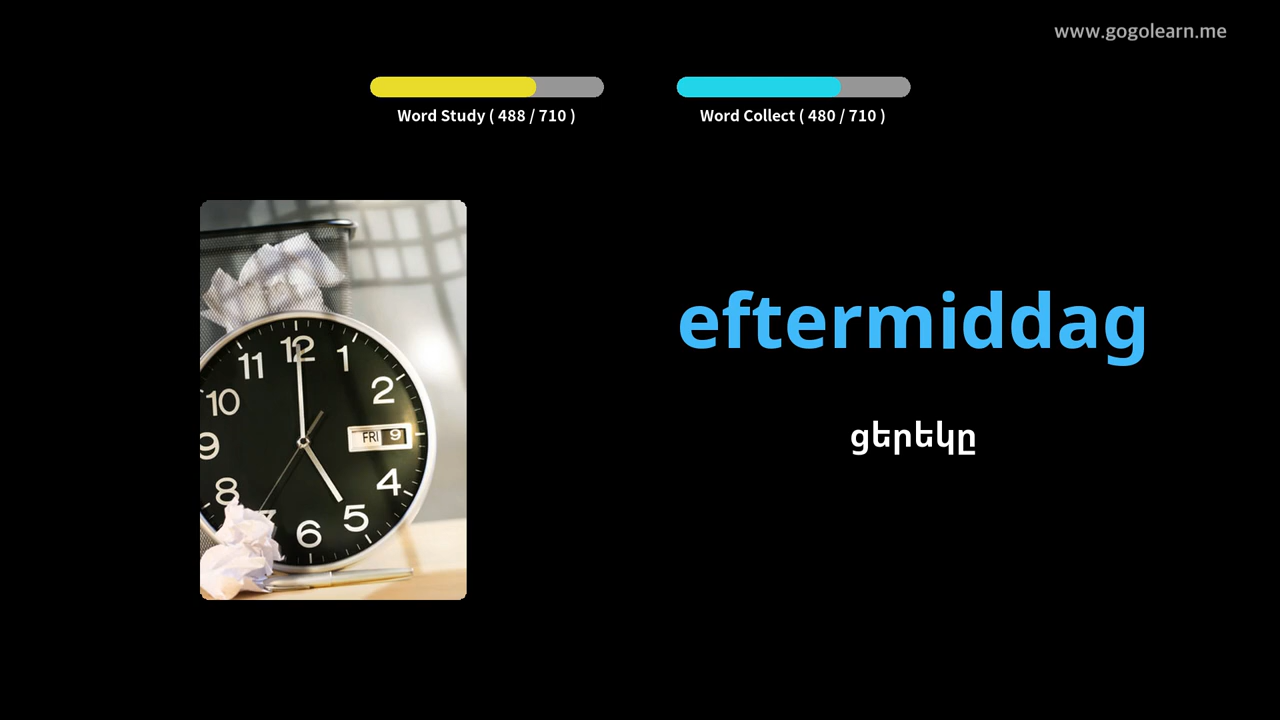 www.gogolearn.me
Word Study ( 488 / 710 )
Word Collect ( 480 / 710 )
12
11
1
10
2
9
FRI 9
8
4
7
5
6
eftermiddag
ցերեկը